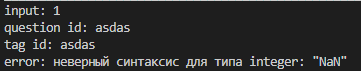 input: 1
question id: asdas
tag id: asdas
error: неверный синтаксис для типа integer: "NaN"